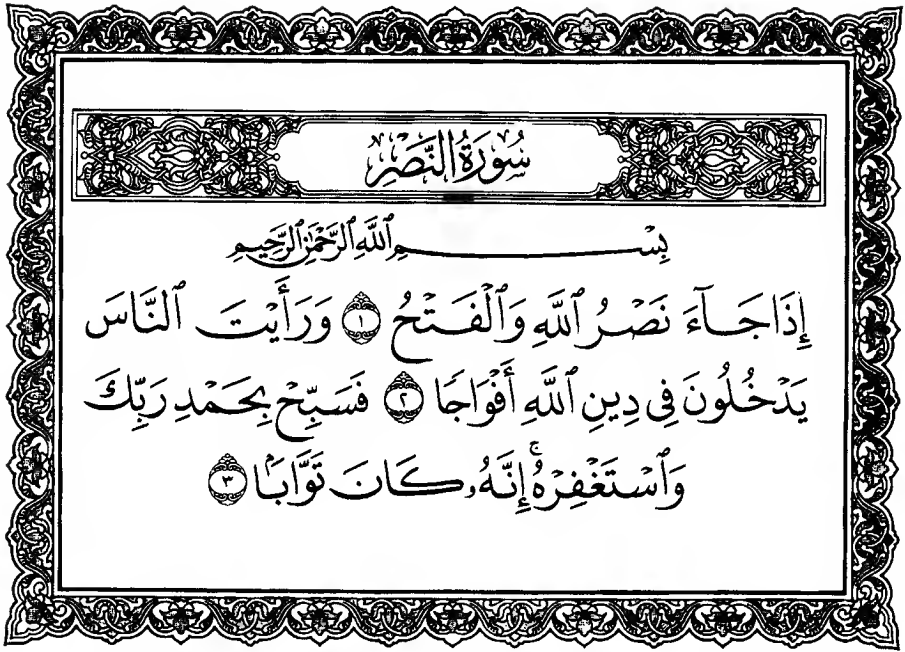 سُورَةُ النَّصْرِ
بِسْمِ ٱللَّهِ ٱلرَّحْمَٰنِ ٱلرَّحِيمِ
إِذَا جَآءَ نَصْرُ ٱللَّهِ وَٱلْفَتْحُ ١ وَرَأَيْتَ ٱلنَّاسَ
يَدْخُلُونَ فِى دِينِ ٱللَّهِ أَفْوَاجًا ٢ فَسَبِّحْ بِحَمْدِ رَبِّكَ
وَٱسْتَغْفِرْهُ ۚ إِنَّهُۥ كَانَ تَوَّابَۢا ٣